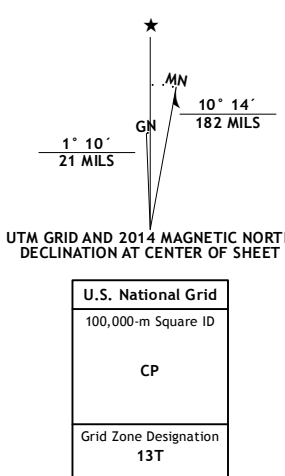 ★
MN
GN
10° 14´
182 MILS
1° 10´
21 MILS
UTM GRID AND 2014 MAGNETIC NORT
DECLINATION AT CENTER OF SHEET
U.S. National Grid
100,000-m Square ID
CP
Grid Zone Designation
13T